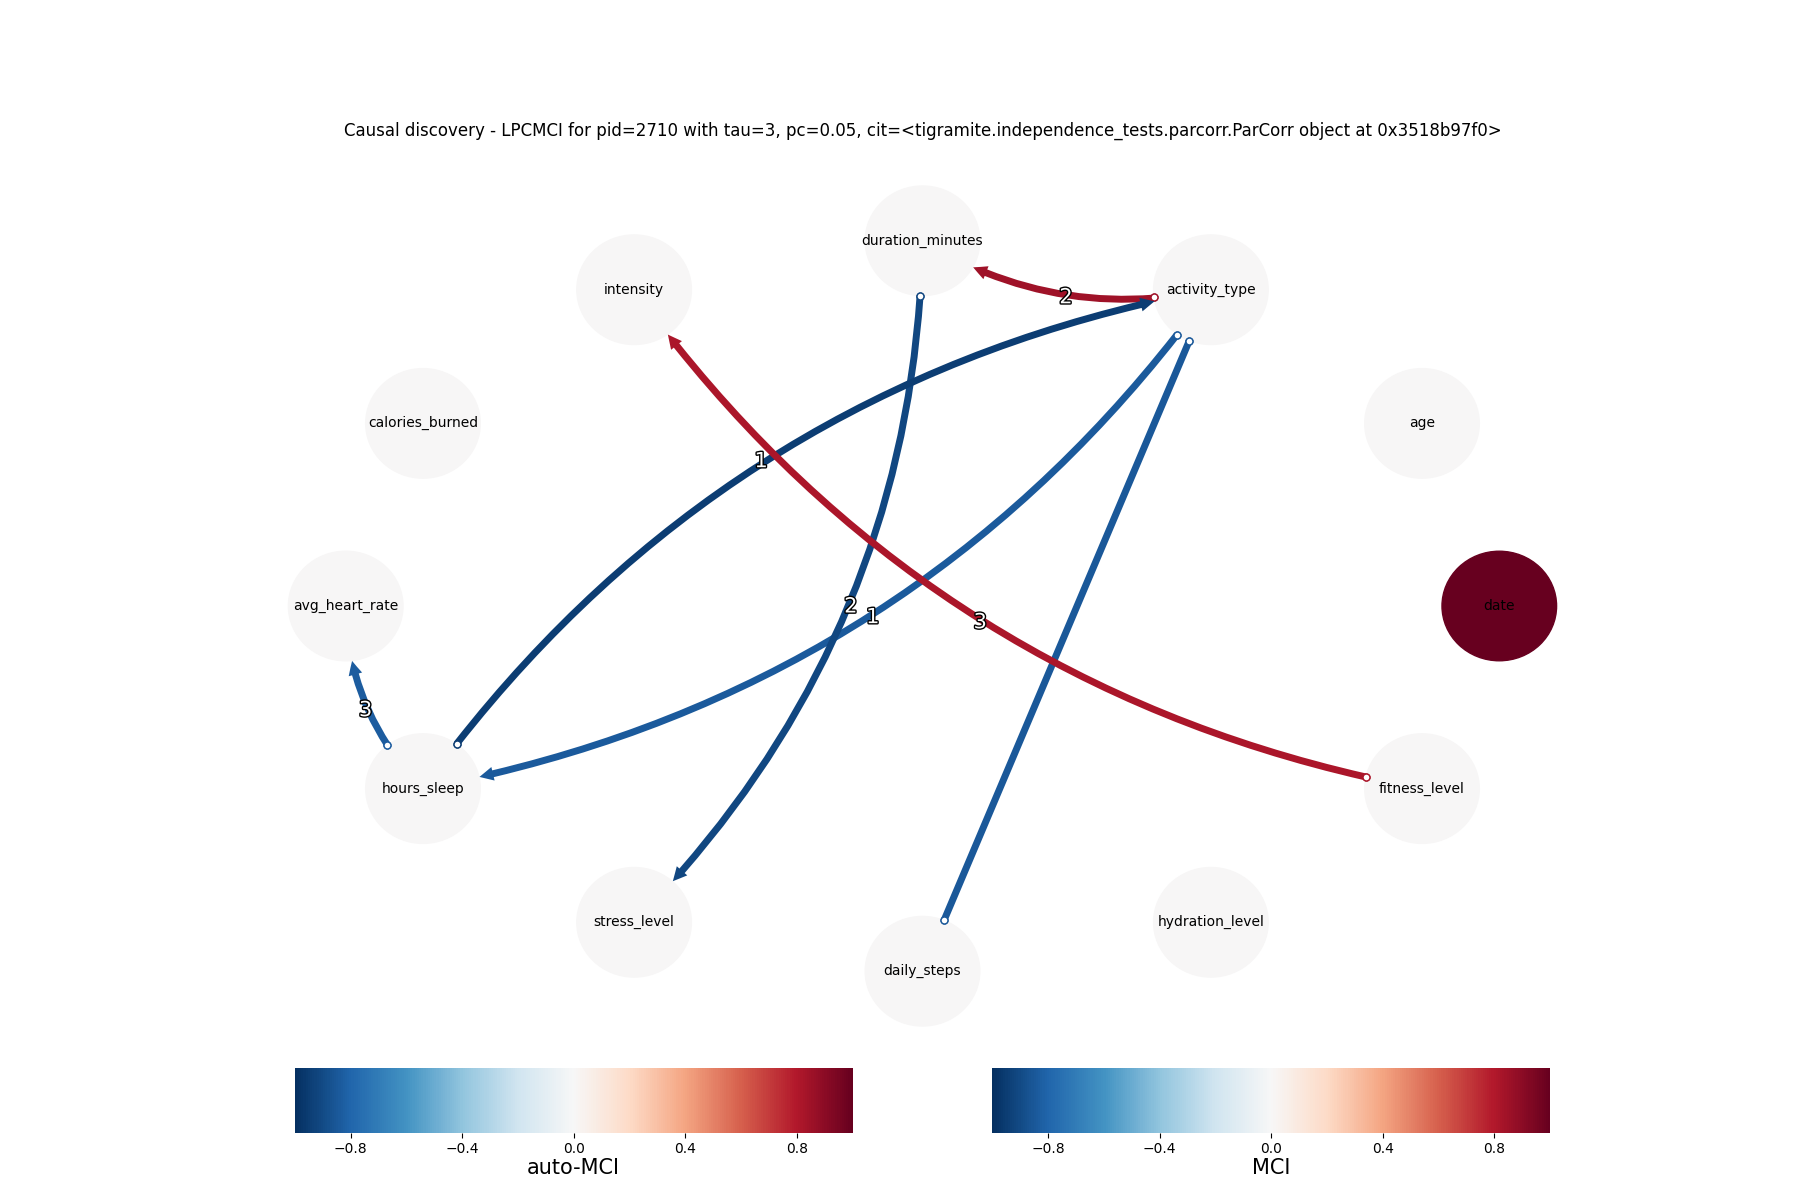 Causal discovery - LPCMCI for pid=2710 with tau=3, pc=0.05, cit=<tigramite.independence_tests.parcorr.ParCorr object at 0x3518b97f0>
duration_minutes
intensity
activity_type
2
calories_burned
age
1
avg_heart_rate
date
2
1
3
3
hours_sleep
fitness_level
stress_level
hydration_level
daily_steps
−0.8 −0.4 0.0 0.4 0.8
auto-MCI
−0.8 −0.4 0.0 0.4 0.8
MCI